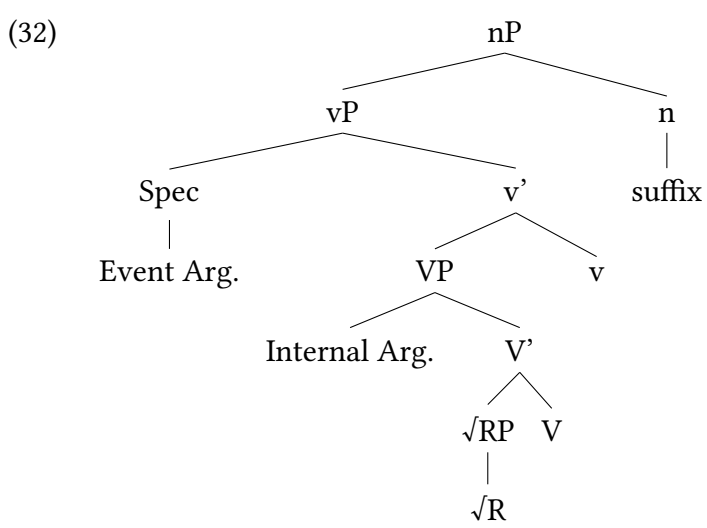 (32) nP
vP n
Spec v’ suffix
Event Arg. VP v
Internal Arg. V’
√RP V
√R